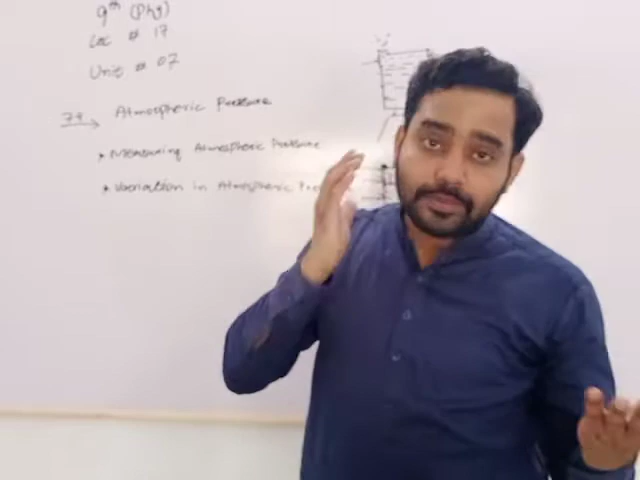 9th (Phy)
Lec # 17
Unit # 07
7.4 Atmospheric Pressure
* Measuring Atmospheric Pressure
* Variation in Atmospheric